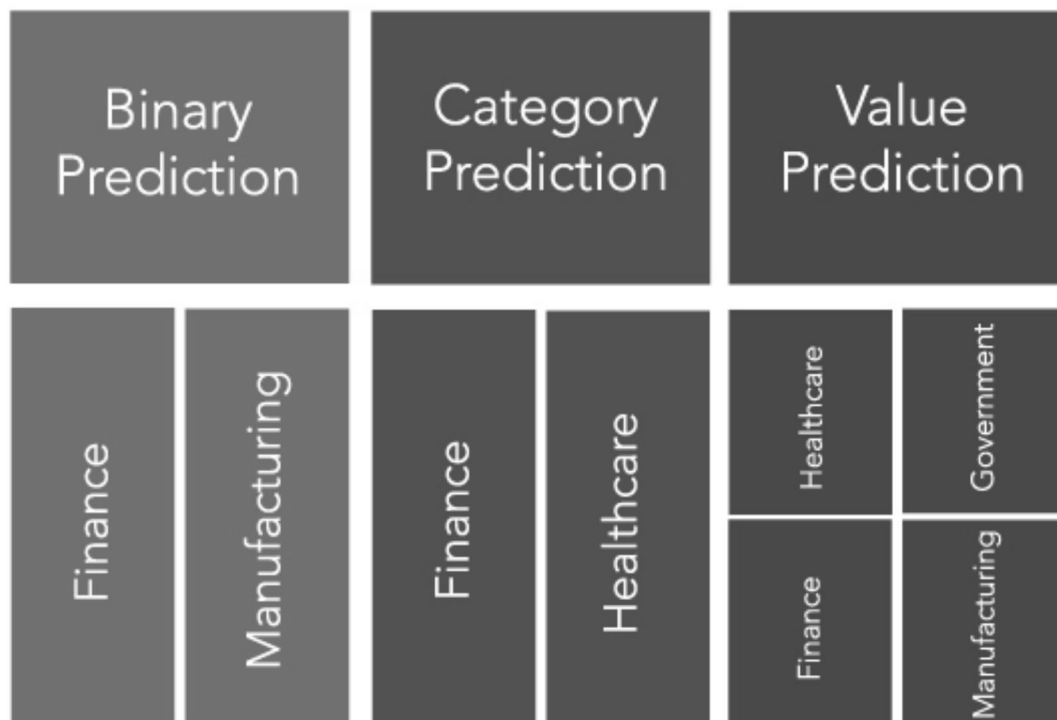 Binary
Prediction
Category
Prediction
Value
Prediction
Finance
Manufacturing
Finance
Healthcare
Healthcare
Government
Finance
Manufacturing